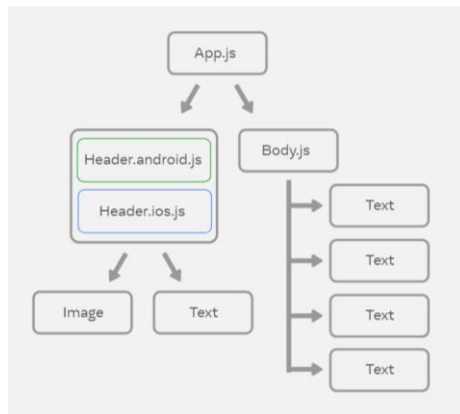 App.js
Header.android.js
Body.js
Header.ios.js
Text
Text
Image
Text
Text
Text